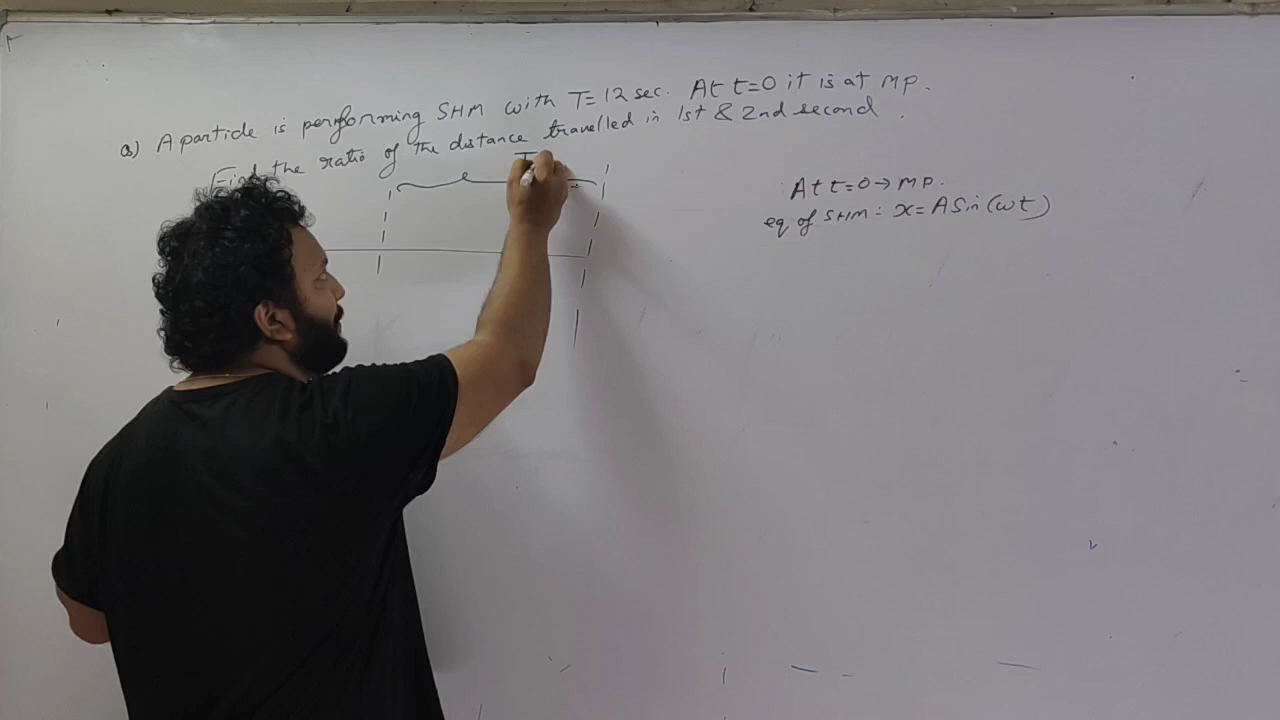 Q) A particle is performing SHM with T=12 sec. At t=0 it is at MP.
Find the ratio of the distance travelled in 1st & 2nd second.
T
At t=0→MP.
eq of SHM: x=A Sin(ωt)